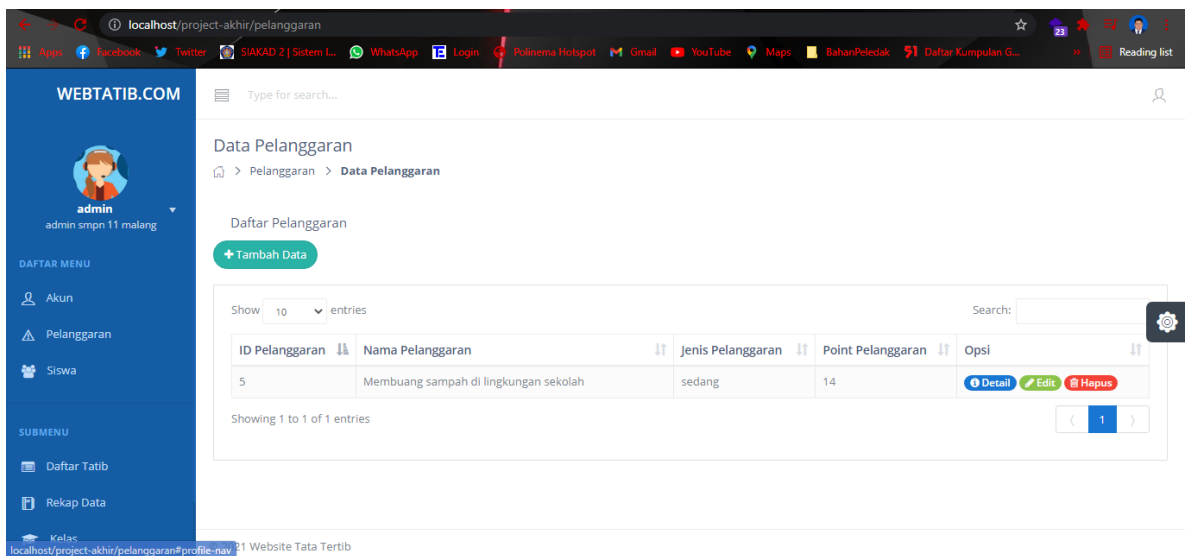 localhost/project-akhir/pelanggaran
23
Apps Facebook Twitter SIAKAD 2 | Sistem I... WhatsApp Login Polinema Hotspot Gmail YouTube Maps BahanPeledak Daftar Kumpulan G... » Reading list
WEBTATIB.COM
Type for search...
admin
admin smpn 11 malang
DAFTAR MENU
Akun
Pelanggaran
Siswa
SUBMENU
Daftar Tatib
Rekap Data
Kelas
localhost/project-akhir/pelanggaran#profile-nav
Data Pelanggaran
> Pelanggaran > Data Pelanggaran
Daftar Pelanggaran
+ Tambah Data
Show 10 entries Search:
ID Pelanggaran Nama Pelanggaran Jenis Pelanggaran Point Pelanggaran Opsi
5 Membuang sampah di lingkungan sekolah sedang 14 Detail Edit Hapus
Showing 1 to 1 of 1 entries 1
21 Website Tata Tertib